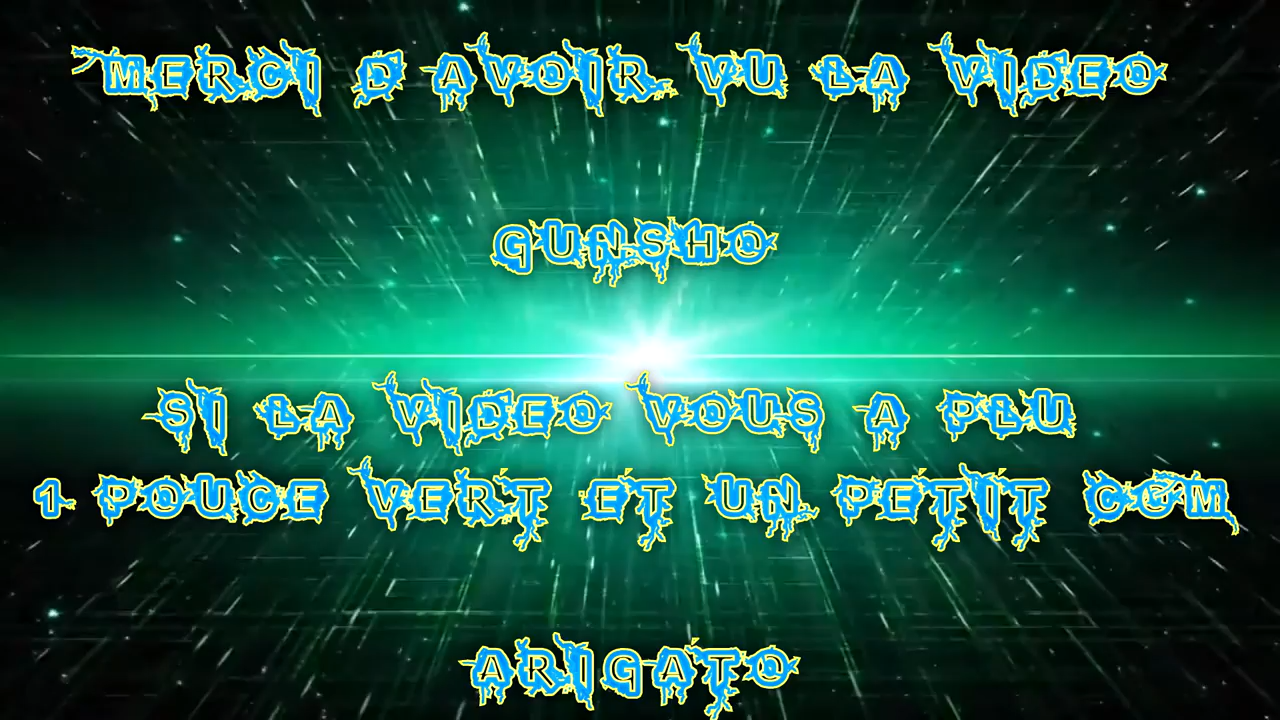 MERCI D AVOIR VU LA VIDEO
GUNSHO
SI LA VIDEO VOUS A PLU
1 POUCE VERT ET UN PETIT COM
ARIGATO